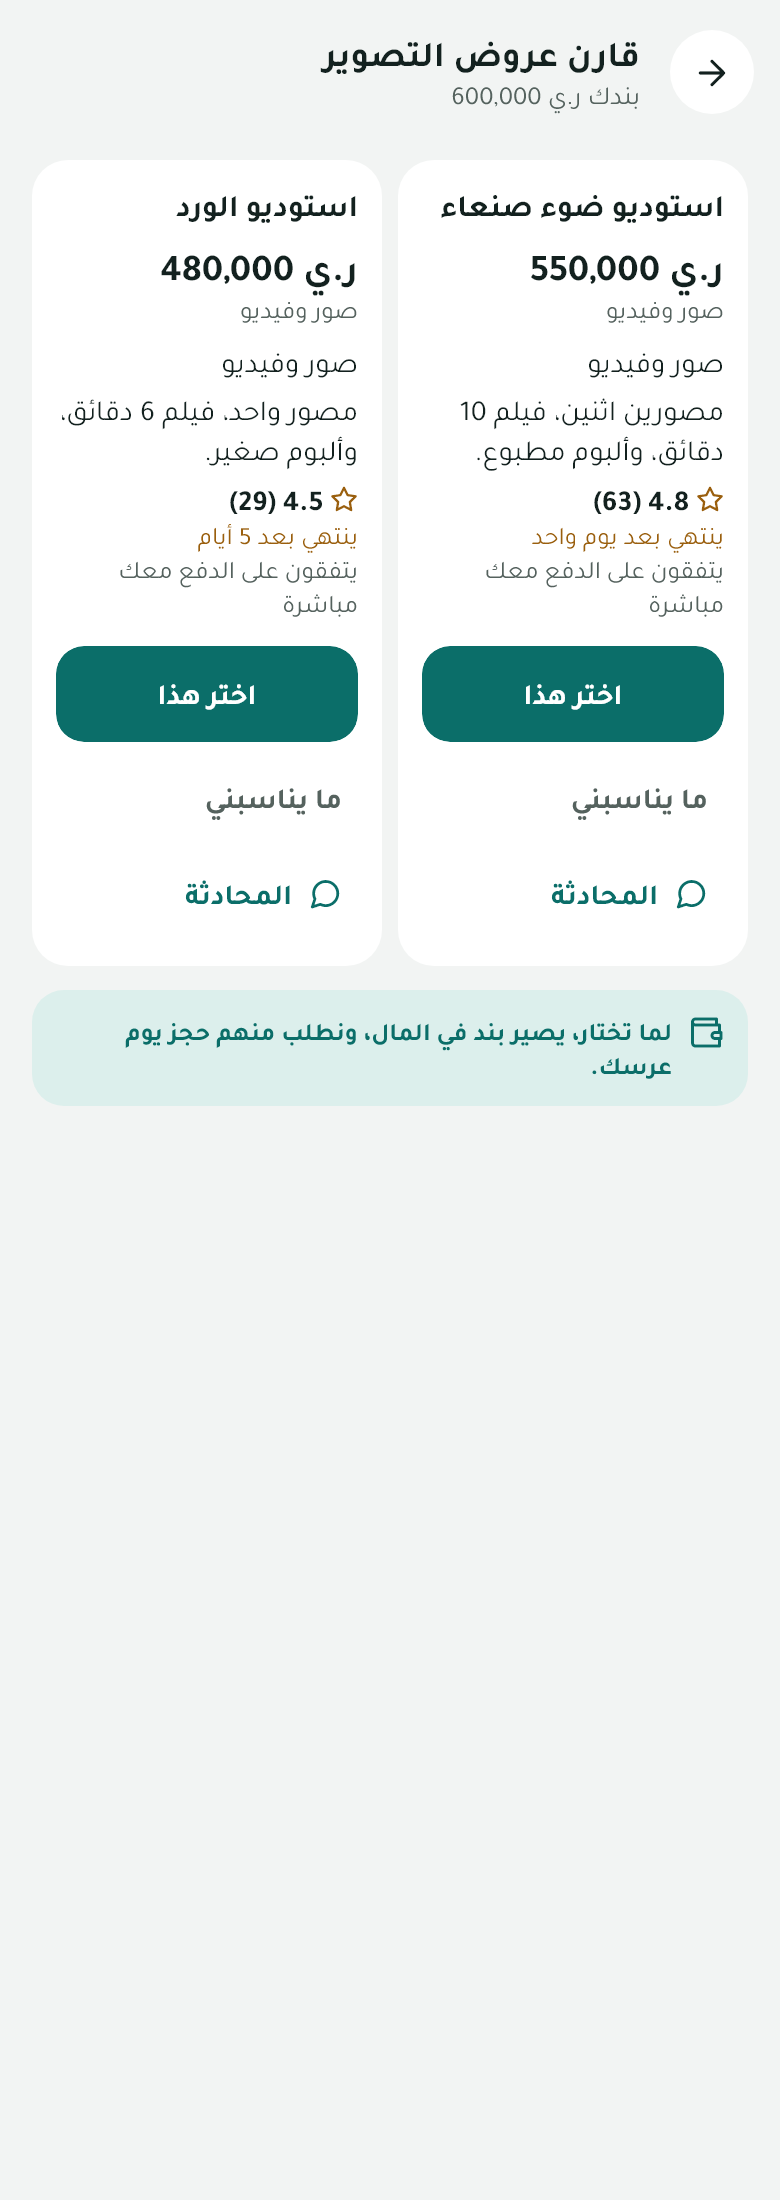 قارن عروض التصوير
بندك ر.ي 600,000
استوديو ضوء صنعاء
ر.ي 550,000
صور وفيديو
صور وفيديو
مصورين اثنين، فيلم 10
دقائق، وألبوم مطبوع.
4.8 (63)
ينتهي بعد يوم واحد
يتفقون على الدفع معك
مباشرة
اختر هذا
ما يناسبني
المحادثة
استوديو الورد
ر.ي 480,000
صور وفيديو
صور وفيديو
مصور واحد، فيلم 6 دقائق،
وألبوم صغير.
4.5 (29)
ينتهي بعد 5 أيام
يتفقون على الدفع معك
مباشرة
اختر هذا
ما يناسبني
المحادثة
لما تختار، يصير بند في المال، ونطلب منهم حجز يوم
عرسك.